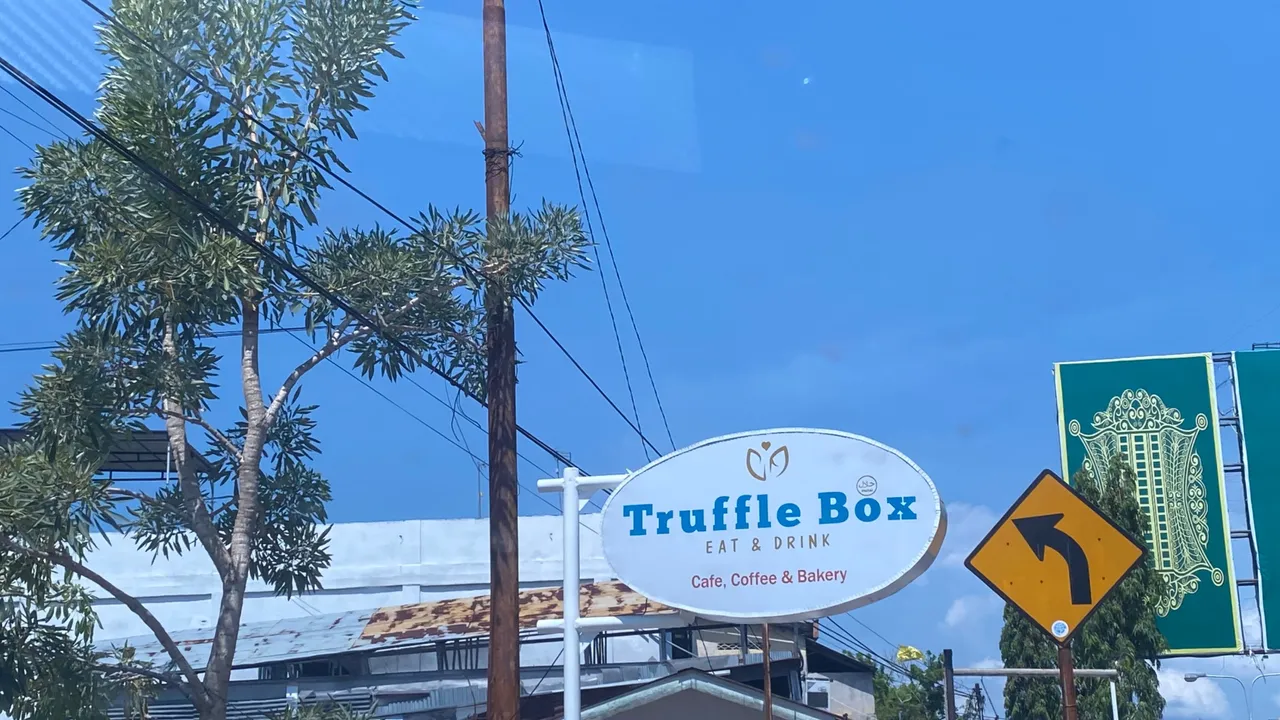 Truffle Box
EAT & DRINK
Cafe, Coffee & Bakery